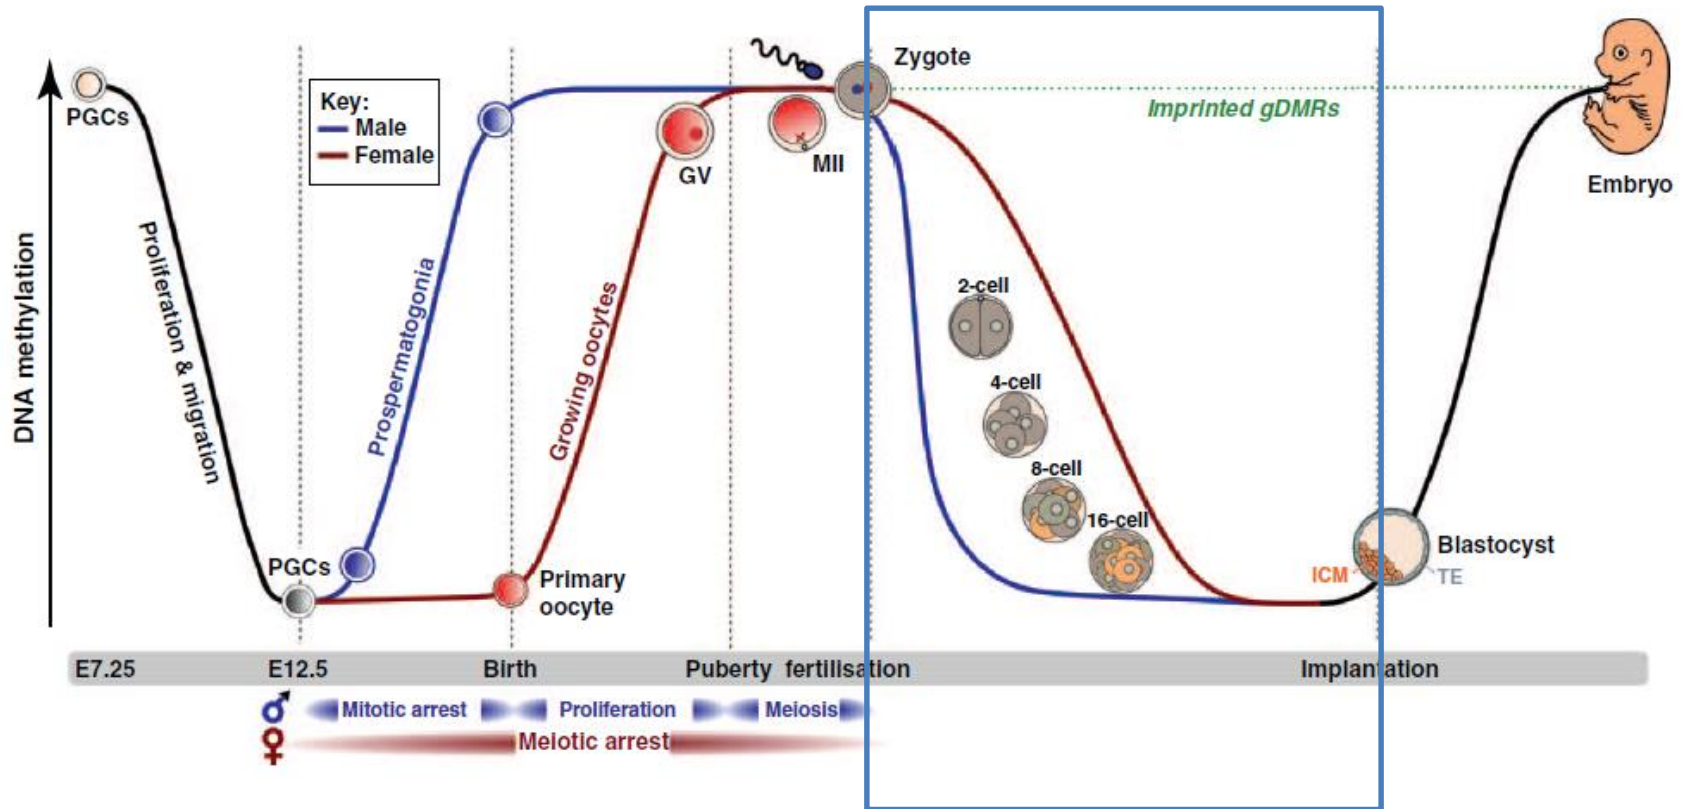 DNA methylation
PGCs
Key:
Male
Female
Proliferation & migration
PGCs
Prospermatogonia
Growing oocytes
Primary
oocyte
GV
MII
Zygote
Imprinted gDMRs
2-cell
4-cell
8-cell
16-cell
ICM
TE
Blastocyst
Embryo
E7.25
E12.5
Birth
Puberty
fertilisation
Implantation
♂
Mitotic arrest
Proliferation
Meiosis
♀
Meiotic arrest